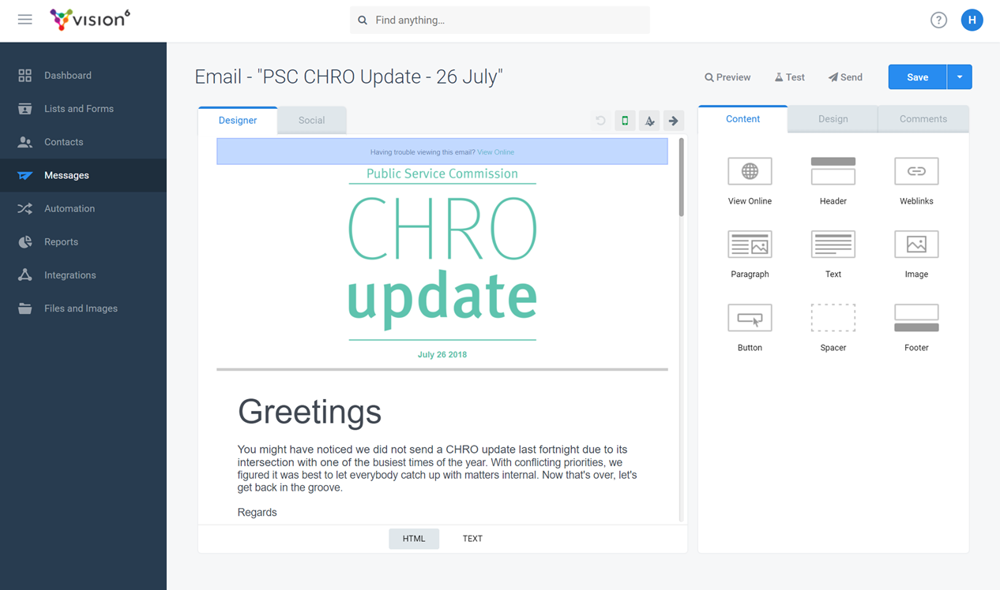 vision6
Find anything...
?
H
Dashboard
Lists and Forms
Contacts
Messages
Automation
Reports
Integrations
Files and Images
Email - "PSC CHRO Update - 26 July"
Preview
Test
Send
Save
Designer
Social
Having trouble viewing this email? View Online
Public Service Commission
CHRO
update
July 26 2018
Greetings
You might have noticed we did not send a CHRO update last fortnight due to its
intersection with one of the busiest times of the year. With conflicting priorities, we
figured it was best to let everybody catch up with matters internal. Now that's over, let's
get back in the groove.
Regards
HTML
TEXT
Content
Design
Comments
View Online
Header
Weblinks
Paragraph
Text
Image
Button
Spacer
Footer